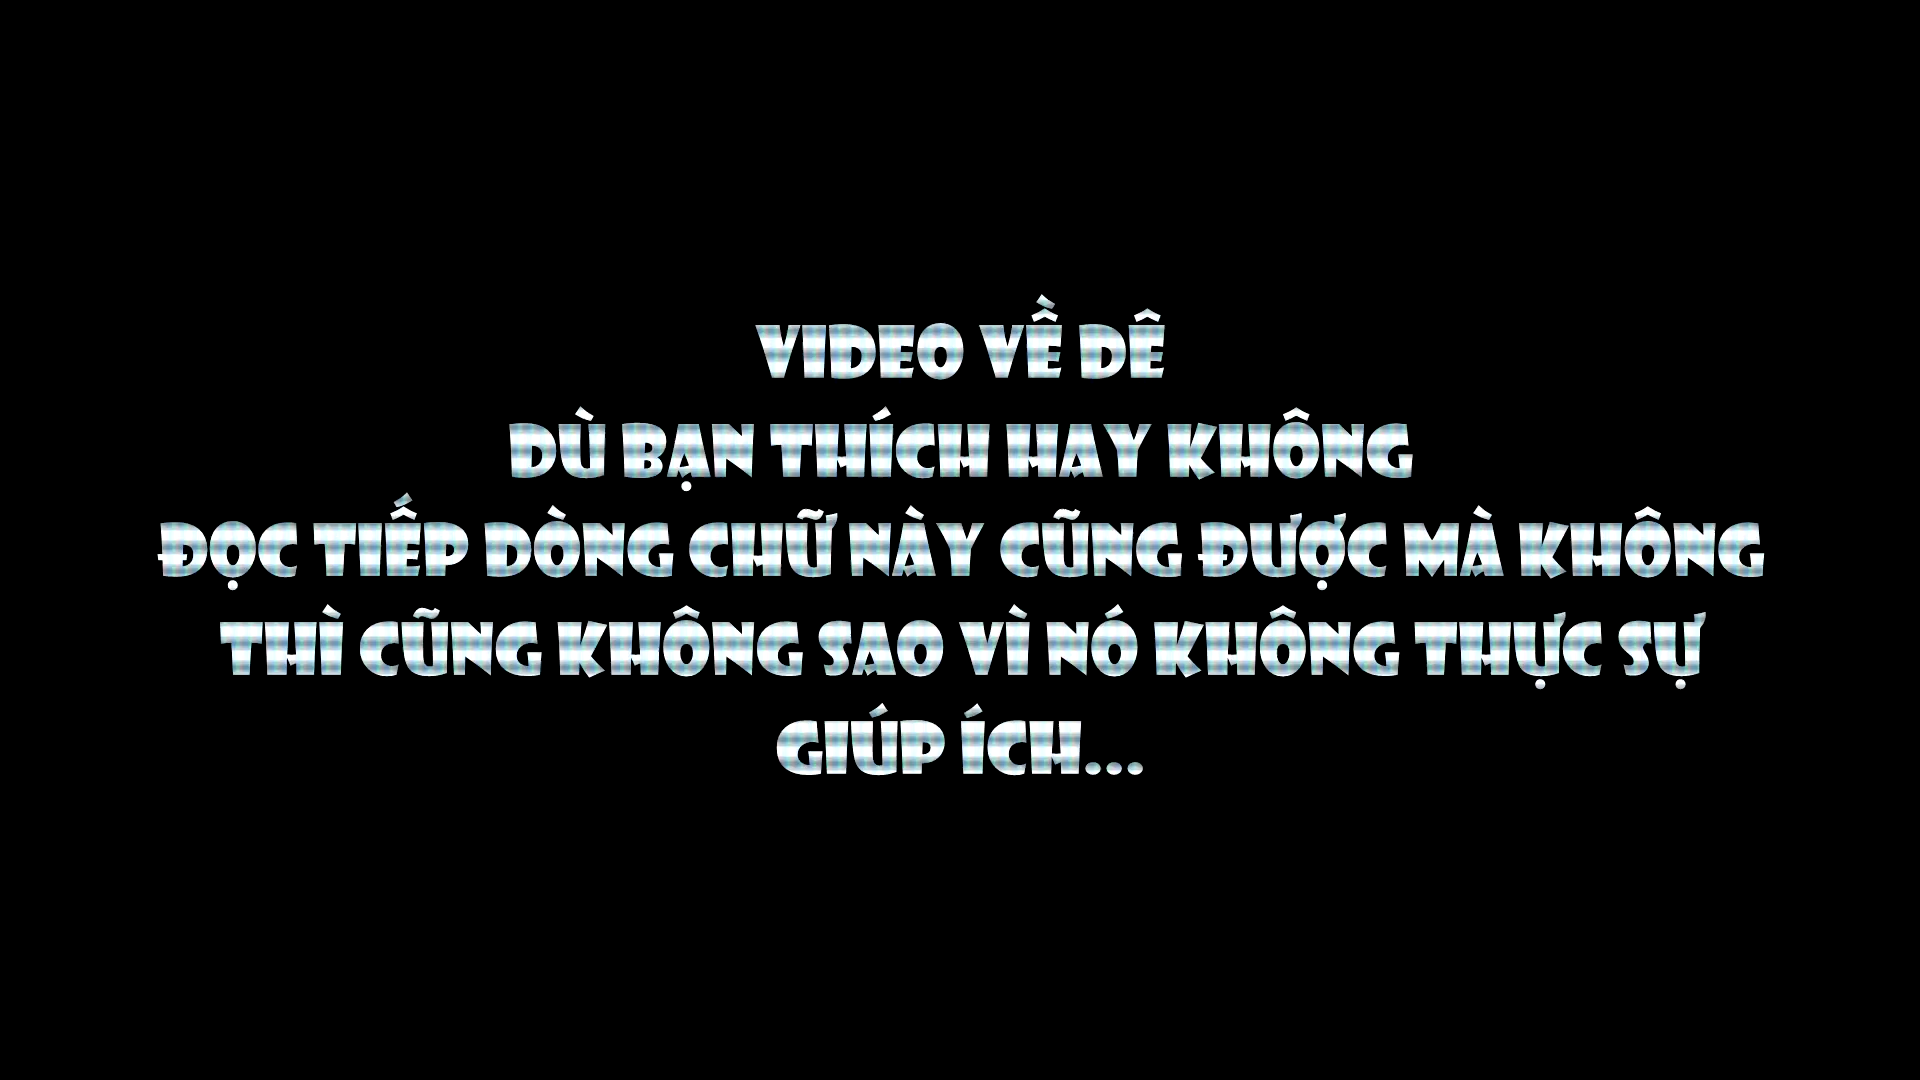 VIDEO VỀ DÊ
DÙ BẠN THÍCH HAY KHÔNG
ĐỌC TIẾP DÒNG CHỮ NÀY CŨNG ĐƯỢC MÀ KHÔNG
THÌ CŨNG KHÔNG SAO VÌ NÓ KHÔNG THỰC SỰ
GIÚP ÍCH...